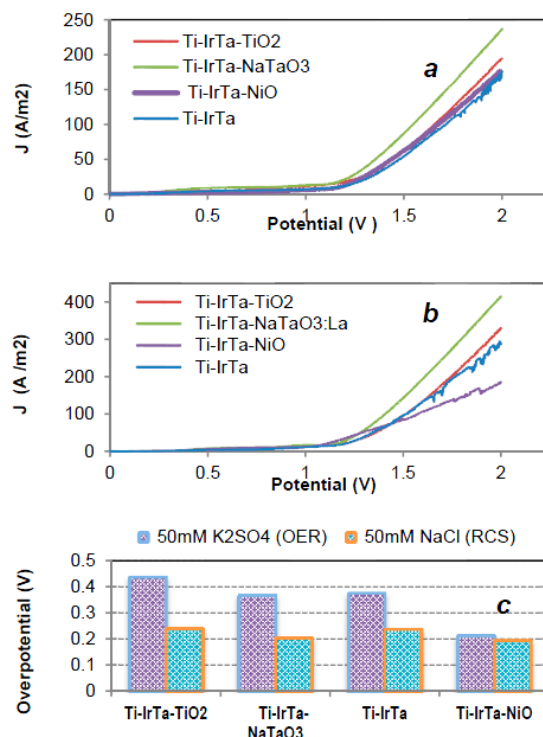 250
200
150
100
50
0
J (A/m2)
Ti-IrTa-TiO2
Ti-IrTa-NaTaO3
Ti-IrTa-NiO
Ti-IrTa
a
0
0.5
1
1.5
2
Potential (V )
400
300
200
100
0
J (A /m2)
Ti-IrTa-TiO2
Ti-IrTa-NaTaO3:La
Ti-IrTa-NiO
Ti-IrTa
b
0
0.5
1
1.5
2
Potential (V)
50mM K2SO4 (OER)
50mM NaCl (RCS)
0.5
0.4
0.3
0.2
0.1
0
Overpotential (V)
c
Ti-IrTa-TiO2
Ti-IrTa-
NaTaO3
Ti-IrTa
Ti-IrTa-NiO